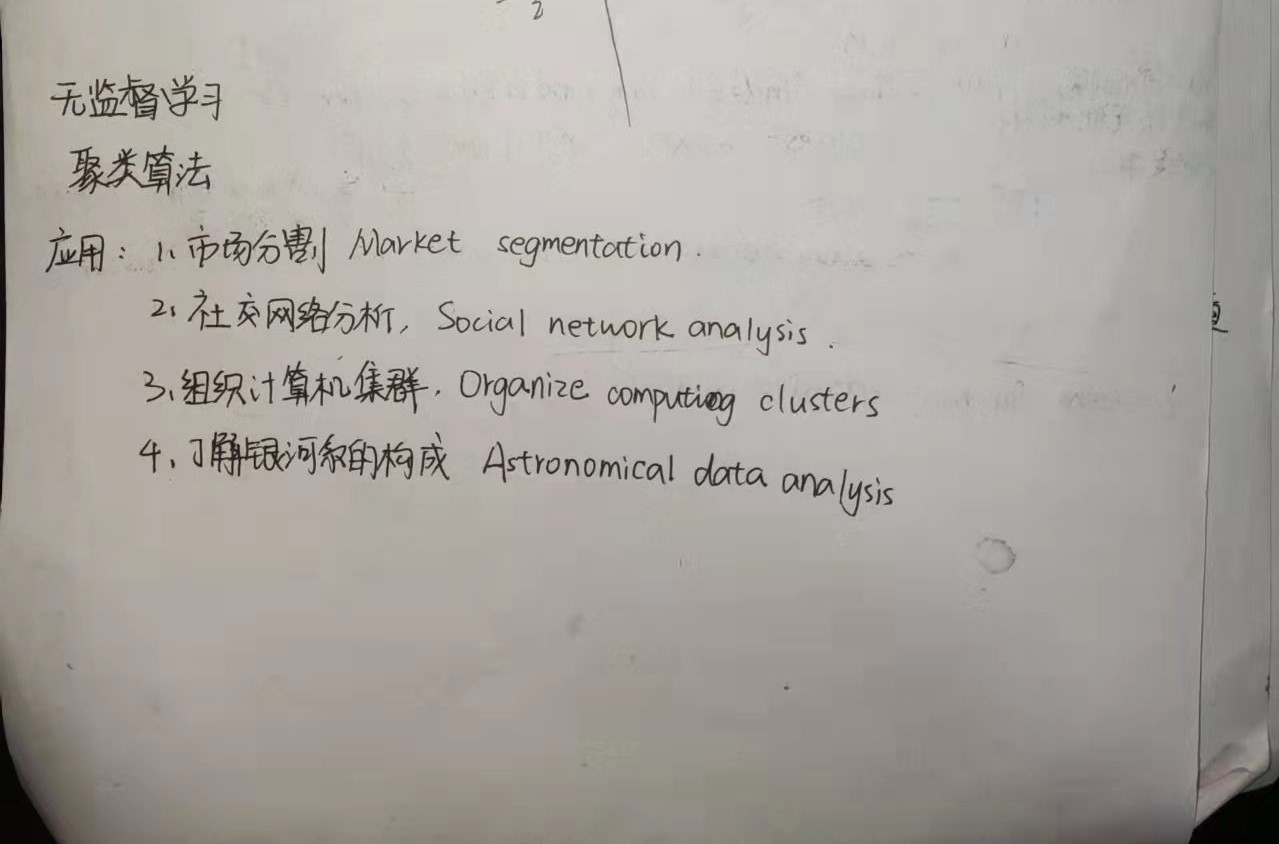 2
无监督学习
聚类算法
应用：1、市场分割 Market segmentation.
2、社交网络分析, Social network analysis.
3、组织计算机集群. Organize computing clusters
4、了解银河系的构成 Astronomical data analysis